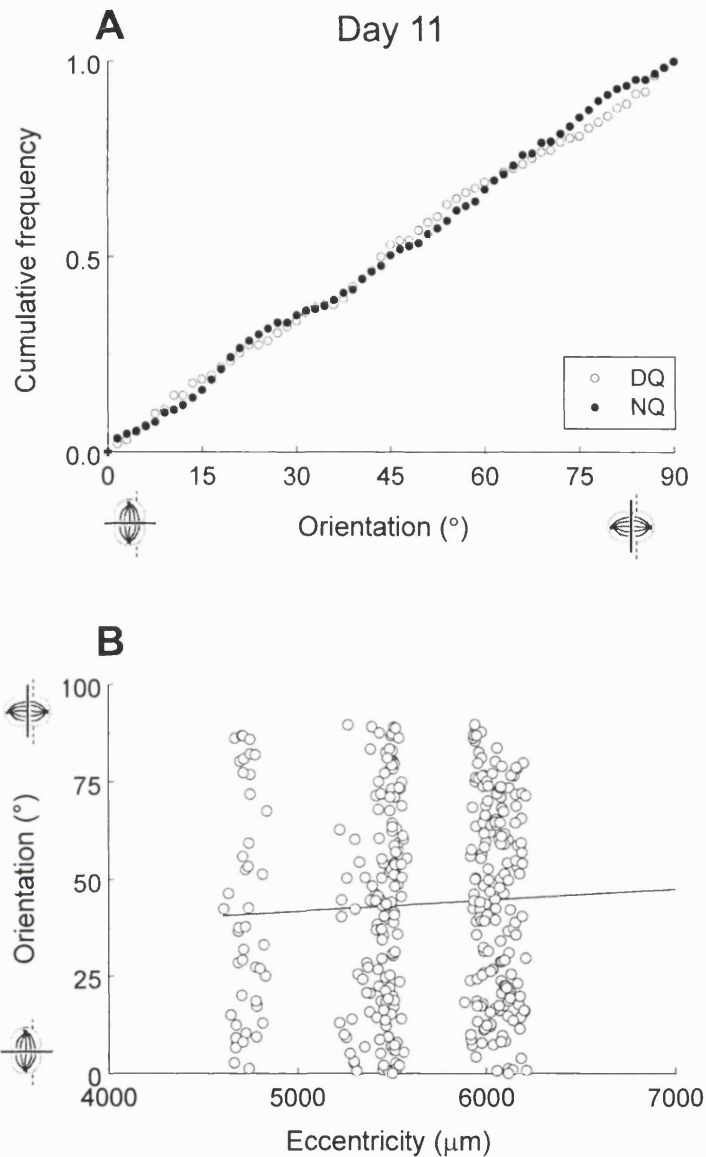 A
Day 11
1.0
0.5
0.0
Cumulative frequency
DQ
NQ
0 15 30 45 60 75 90
Orientation (°)
B
100
75
50
25
0
Orientation (°)
4000 5000 6000 7000
Eccentricity (μm)